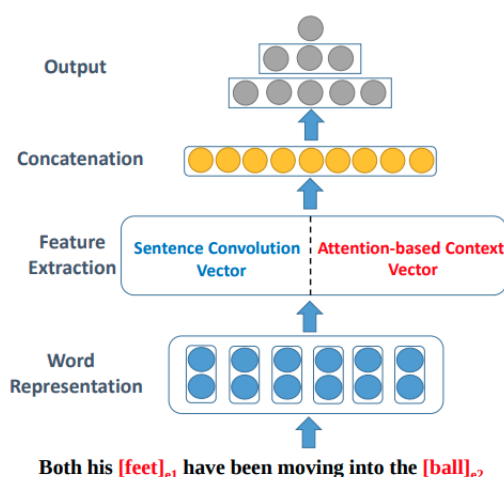 Output
Concatenation
Feature
Extraction
Sentence Convolution
Vector
Attention-based Context
Vector
Word
Representation
Both his [feet]e1 have been moving into the [ball]e2